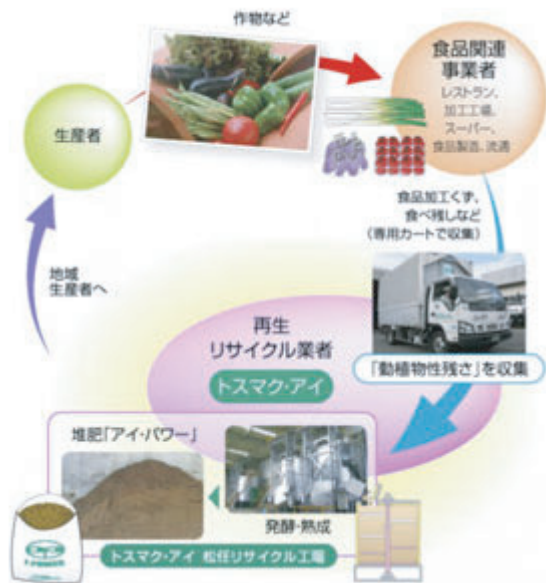 作物など
生産者
食品関連
事業者
レストラン、
加工工場、
スーパー、
食品製造、流通
食品加工くず、
食べ残しなど
(専用カートで収集)
「動植物性残さ」を収集
地域
生産者へ
再生
リサイクル業者
トスマク・アイ
堆肥「アイ・パワー」
発酵・熟成
トスマク・アイ 松任リサイクル工場